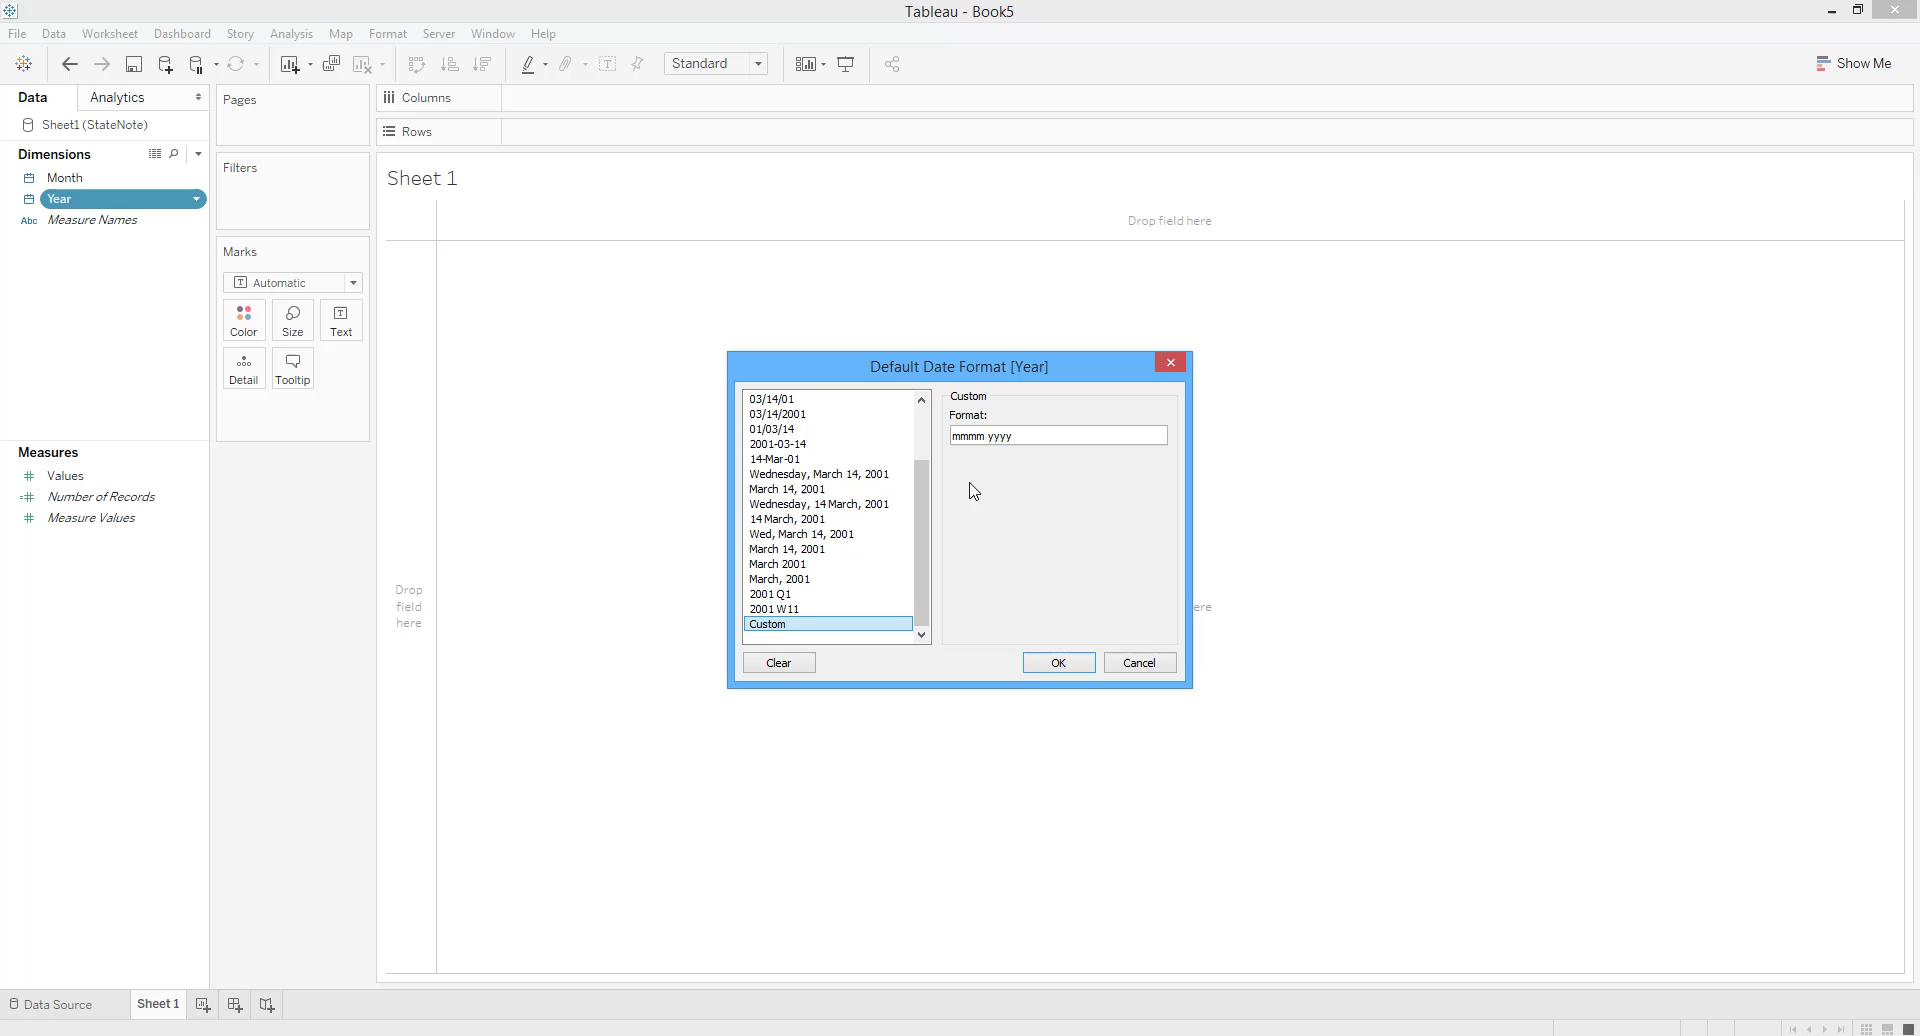 Tableau - Book5
File Data Worksheet Dashboard Story Analysis Map Format Server Window Help
Standard
Show Me
Data
Analytics
Sheet1 (StateNote)
Dimensions
Month
Year
Abc Measure Names
Measures
Values
Number of Records
Measure Values
Pages
Filters
Marks
Automatic
Color
Size
Text
Detail
Tooltip
Columns
Rows
Sheet 1
Drop field here
Drop
field
here
ere
Default Date Format [Year]
03/14/01
03/14/2001
01/03/14
2001-03-14
14-Mar-01
Wednesday, March 14, 2001
March 14, 2001
Wednesday, 14 March, 2001
14 March, 2001
Wed, March 14, 2001
March 14, 2001
March 2001
March, 2001
2001 Q1
2001 W11
Custom
Custom
Format:
mmmm yyyy
Clear
OK
Cancel
Data Source
Sheet 1